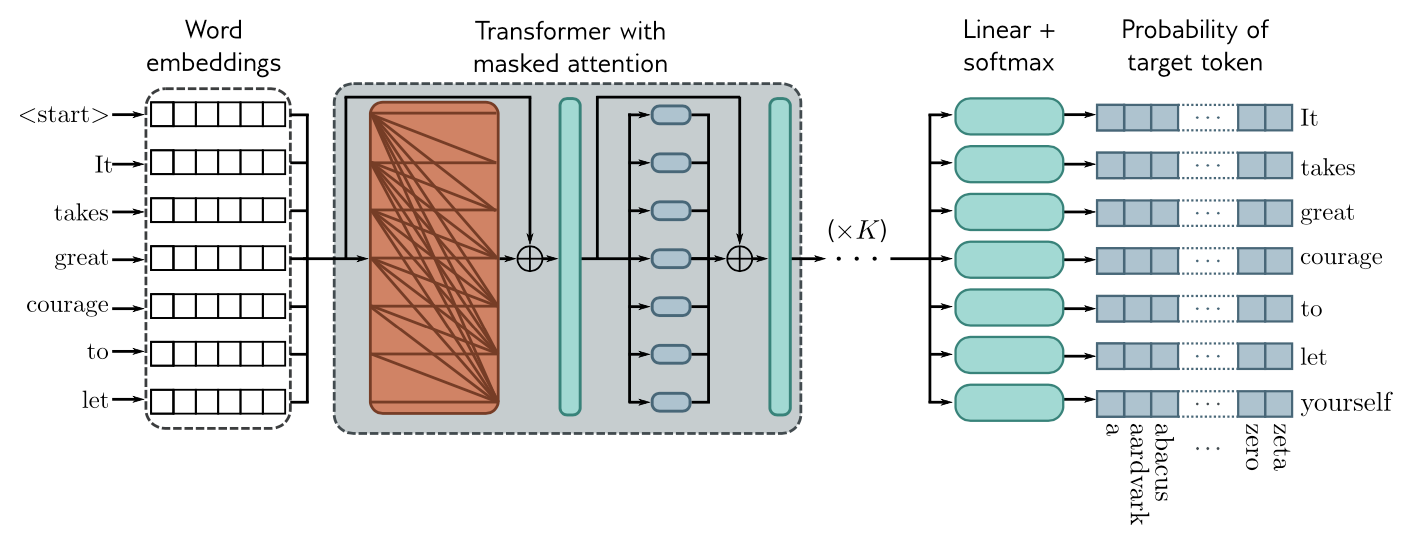 Word
embeddings
Transformer with
masked attention
Linear +
softmax
Probability of
target token
<start>
It
takes
great
courage
to
let
(×K)
· · · ·
It
takes
great
courage
to
let
yourself
···
···
···
···
···
···
···
a
aardvark
abacus
···
zero
zeta